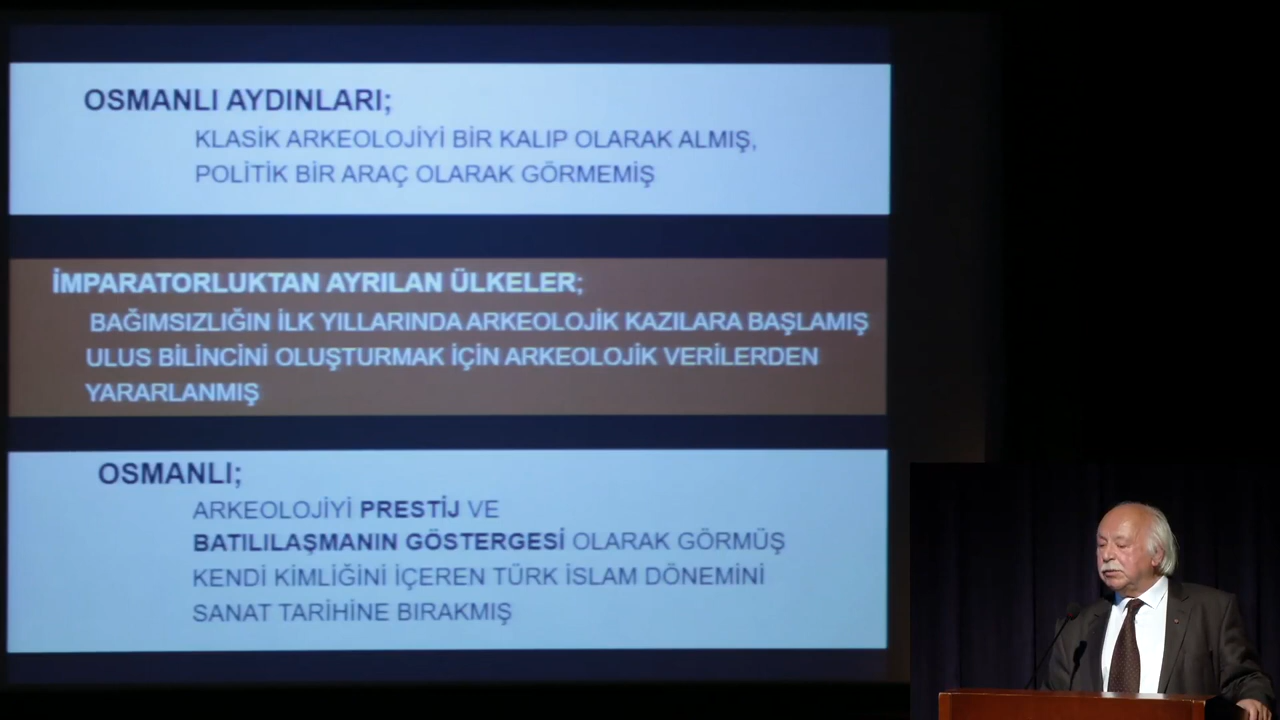 OSMANLI AYDINLARI;
KLASİK ARKEOLOJİYİ BİR KALIP OLARAK ALMIŞ,
POLİTİK BİR ARAÇ OLARAK GÖRMEMİŞ
İMPARATORLUKTAN AYRILAN ÜLKELER;
BAĞIMSIZLIĞIN İLK YILLARINDA ARKEOLOJİK KAZILARA BAŞLAMIŞ
ULUS BİLİNCİNİ OLUŞTURMAK İÇİN ARKEOLOJİK VERİLERDEN
YARARLANMIŞ
OSMANLI;
ARKEOLOJİYİ PRESTİJ VE
BATILILAŞMANIN GÖSTERGESİ OLARAK GÖRMÜŞ
KENDİ KİMLİĞİNİ İÇEREN TÜRK İSLAM DÖNEMİNİ
SANAT TARİHİNE BIRAKMIŞ